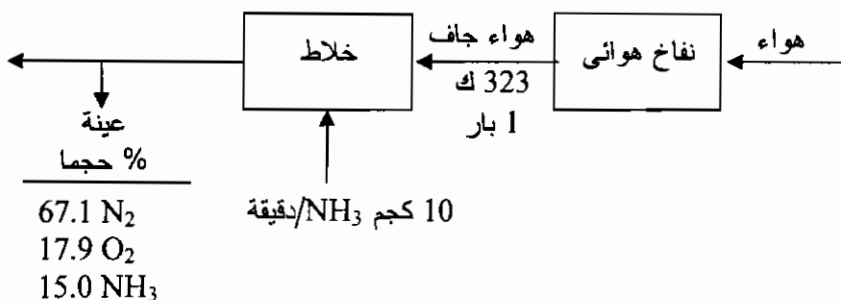 هواء
نفاخ هوائى
هواء جاف
323 ك
1 بار
خلاط
10 كجم NH₃/دقيقة
عينة
% حجما
67.1 N₂
17.9 O₂
15.0 NH₃